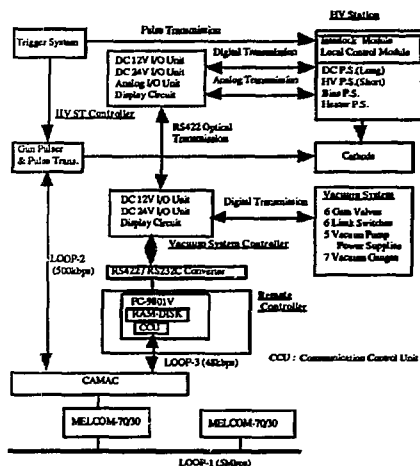 Pulse Transmission
HV Station
Trigger System
Interlock Module
Local Control Module
DC 12V I/O Unit
DC 24V I/O Unit
Analog I/O Unit
Display Circuit
Digital Transmission
Analog Transmission
DC P.S.(Long)
HV P.S.(Short)
Bias P.S.
Heater P.S.
HV ST Controller
RS422 Optical
Transmission
Gun Pulser
& Pulse Trans.
Cathode
DC 12V I/O Unit
DC 24V I/O Unit
Display Circuit
Digital Transmission
Vacuum System
6 Gate Valves
6 Limit Switches
5 Vacuum Pump
Power Supplies
7 Vacuum Gauges
Vacuum System Controller
LOOP-2
(500kbps)
RS422 / RS232C Converter
Remote
Controller
FC-9801V
RAM-DISK
CCU
LOOP-3 (48kbps)
CCU : Communication Control Unit
CAMAC
MELCOM-70/30
MELCOM-70/30
LOOP-1 (5Mbps)